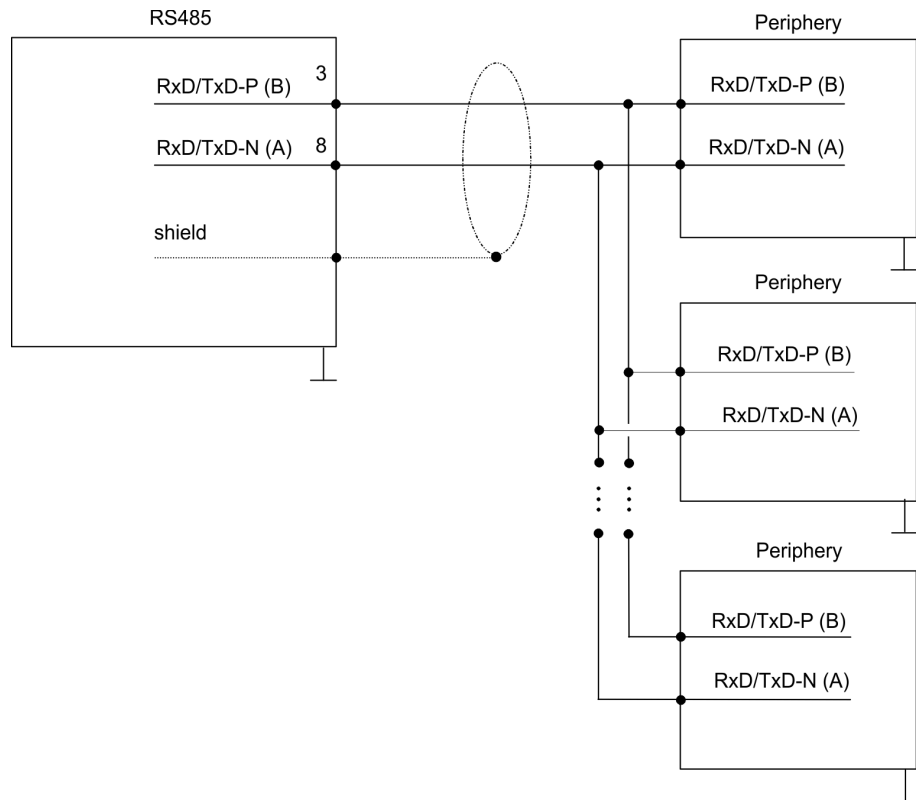 RS485
RxD/TxD-P (B)
3
RxD/TxD-N (A)
8
shield
Periphery
RxD/TxD-P (B)
RxD/TxD-N (A)
Periphery
RxD/TxD-P (B)
RxD/TxD-N (A)
Periphery
RxD/TxD-P (B)
RxD/TxD-N (A)